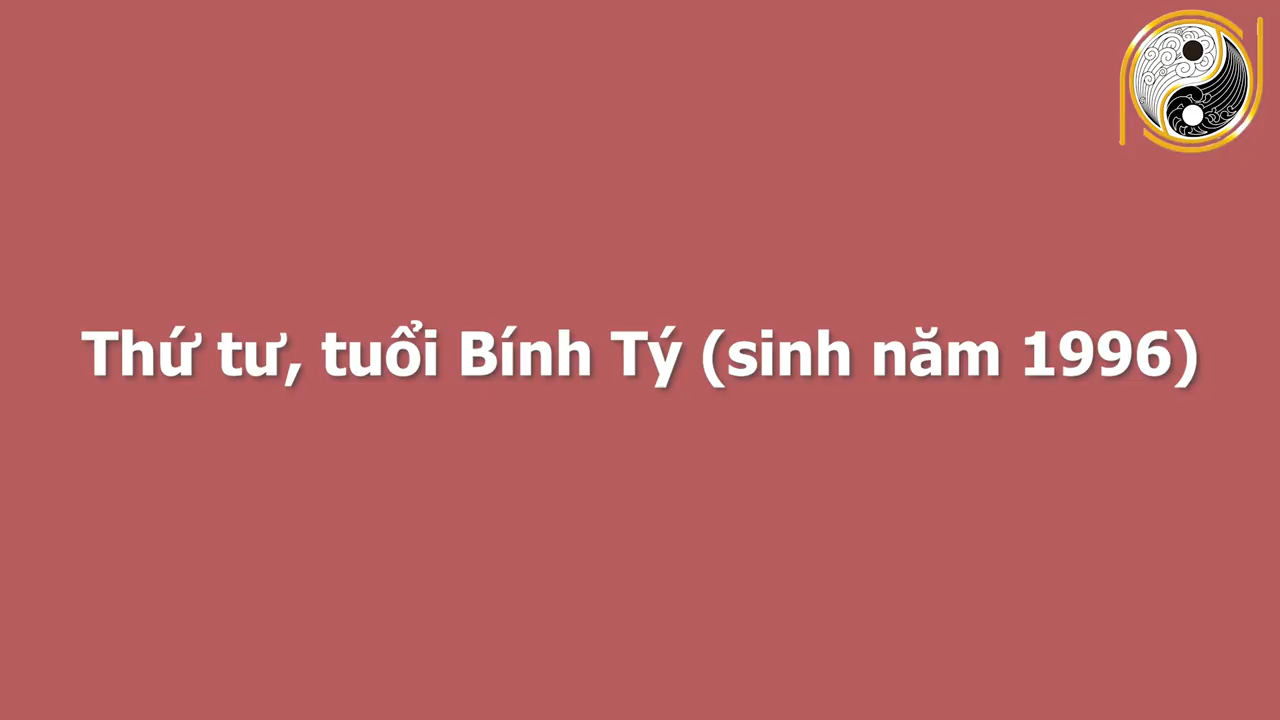 Thứ tư, tuổi Bính Tý (sinh năm 1996)